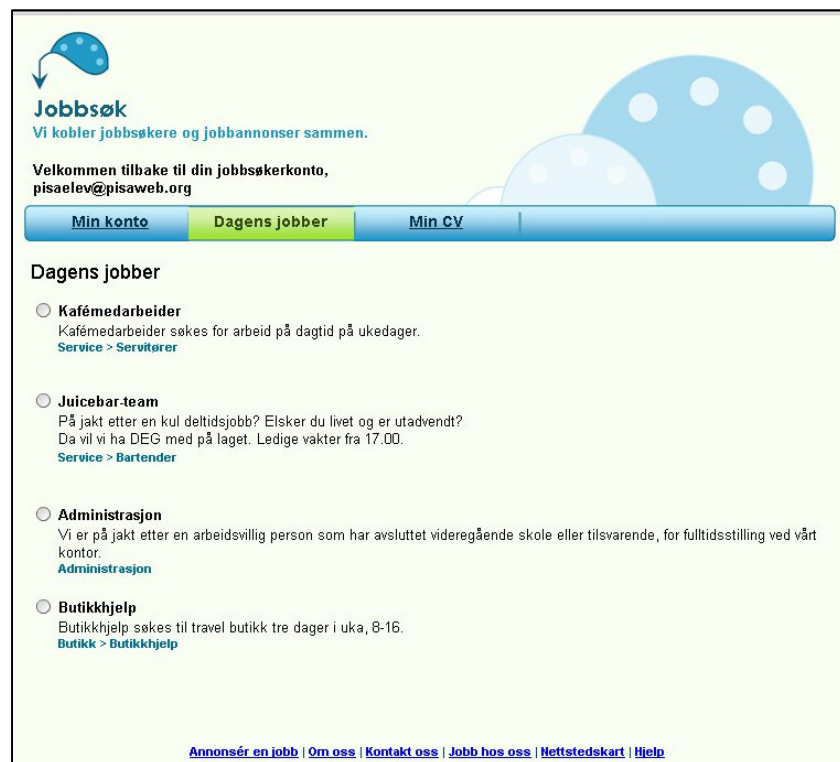 Jobbsøk
Vi kobler jobbsøkere og jobbannonser sammen.
Velkommen tilbake til din jobbsøkerkonto,
pisaelev@pisaweb.org
Min konto Dagens jobber Min CV
Dagens jobber
Kafémedarbeider
Kafémedarbeider søkes for arbeid på dagtid på ukedager.
Service > Servitører
Juicebar-team
På jakt etter en kul deltidsjobb? Elsker du livet og er utadvendt?
Da vil vi ha DEG med på laget. Ledige vakter fra 17.00.
Service > Bartender
Administrasjon
Vi er på jakt etter en arbeidsvillig person som har avsluttet videregående skole eller tilsvarende, for fulltidsstilling ved vårt
kontor.
Administrasjon
Butikkhjelp
Butikkhjelp søkes til travel butikk tre dager i uka, 8-16.
Butikk > Butikkhjelp
Annonsér en jobb | Om oss | Kontakt oss | Jobb hos oss | Nettstedskart | Hjelp